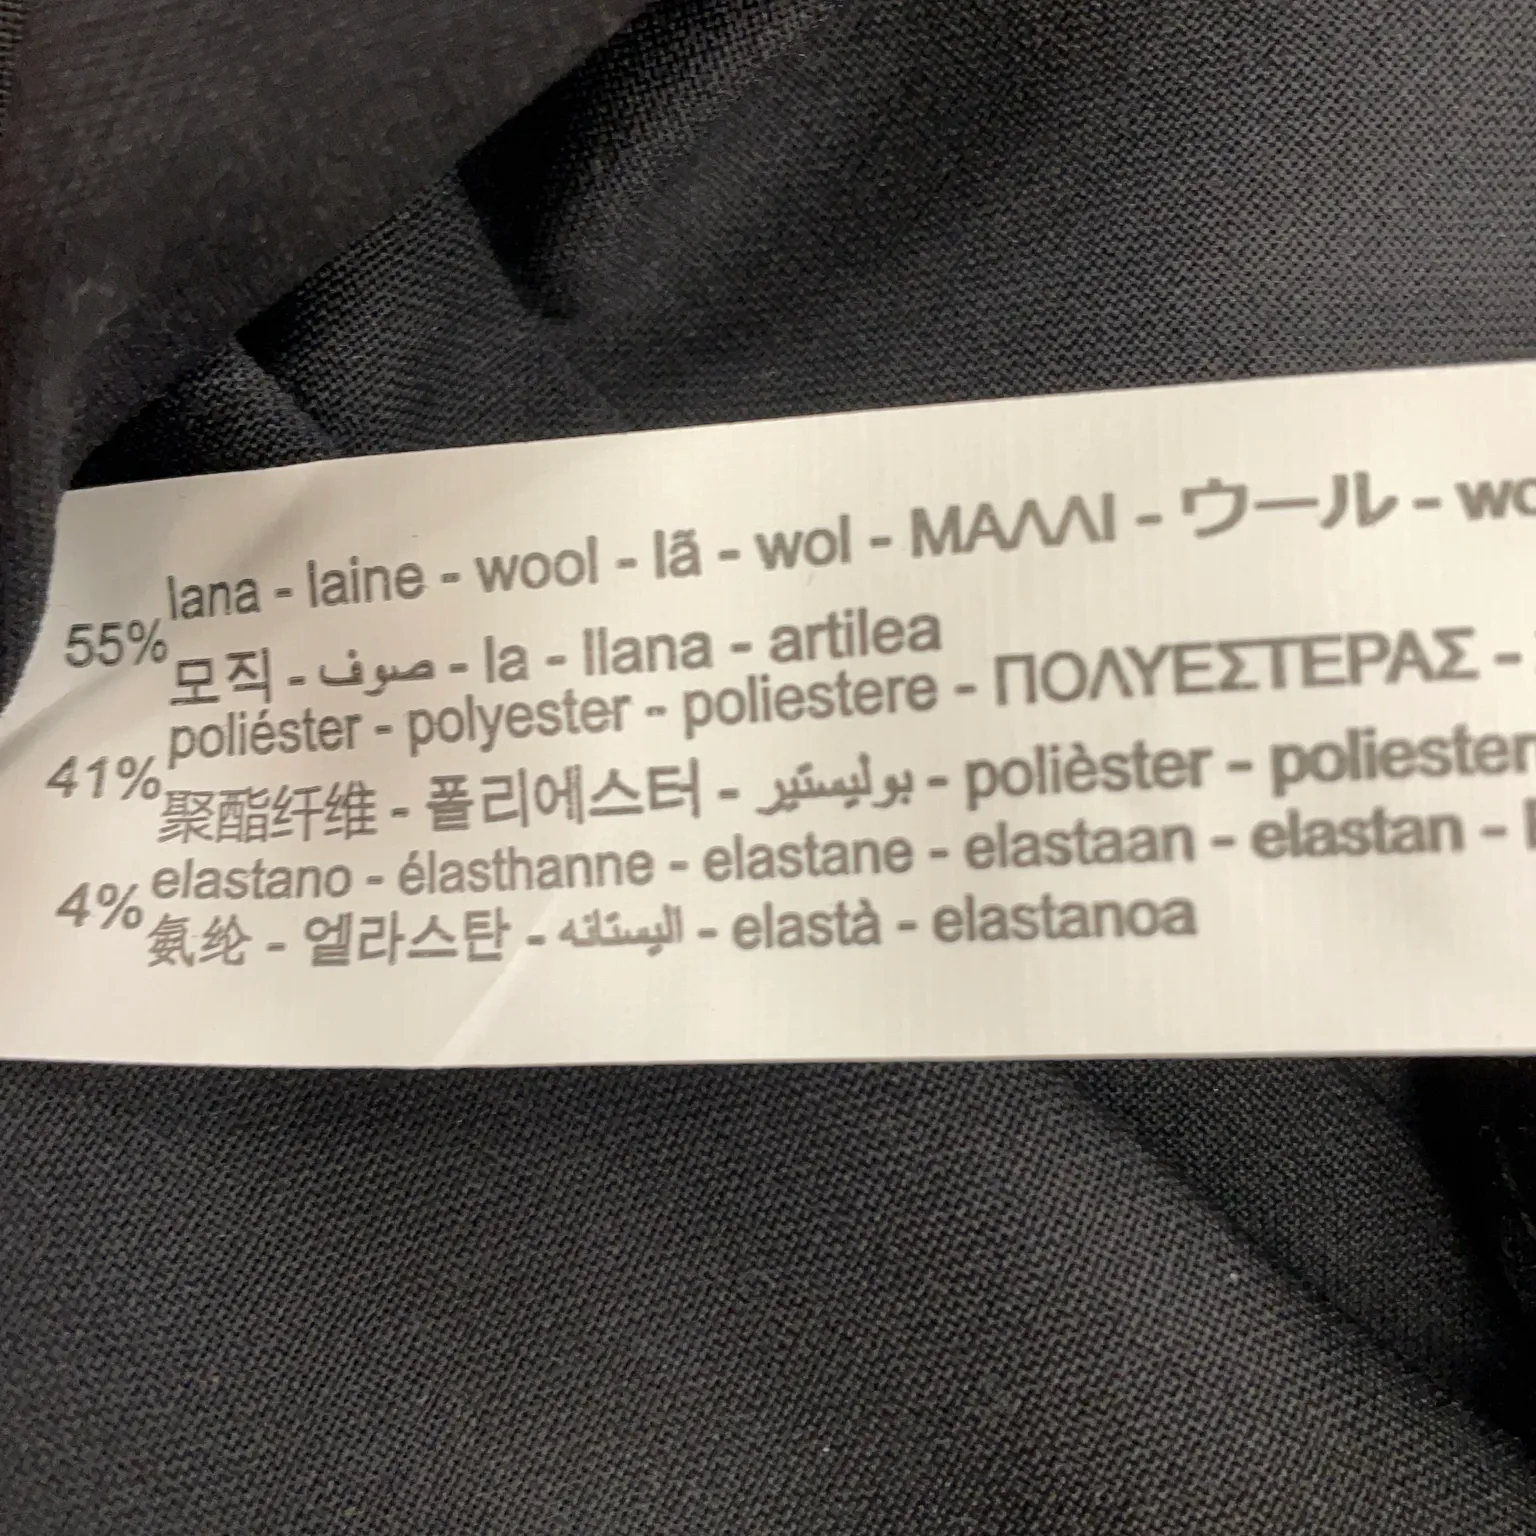 lana - laine - wool - lã - wol - ΜΑΛΛΙ - ウール -
55%
모직 - صوف - la - llana - artilea
poliéster - polyester - poliestere - ΠΟΛΥΕΣΤΕΡΑΣ -
41%
聚酯纤维 - 폴리에스터 - بوليستير - polièster - poliester
elastano - élasthanne - elastane - elastaan - elastan -
4%
氨纶 - 엘라스탄 - اليستانه - elastà - elastanoa